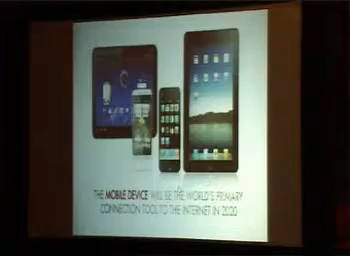 THE MOBILE DEVICE WILL BE THE WORLD'S PRIMARY
CONNECTION TOOL TO THE INTERNET IN 2020